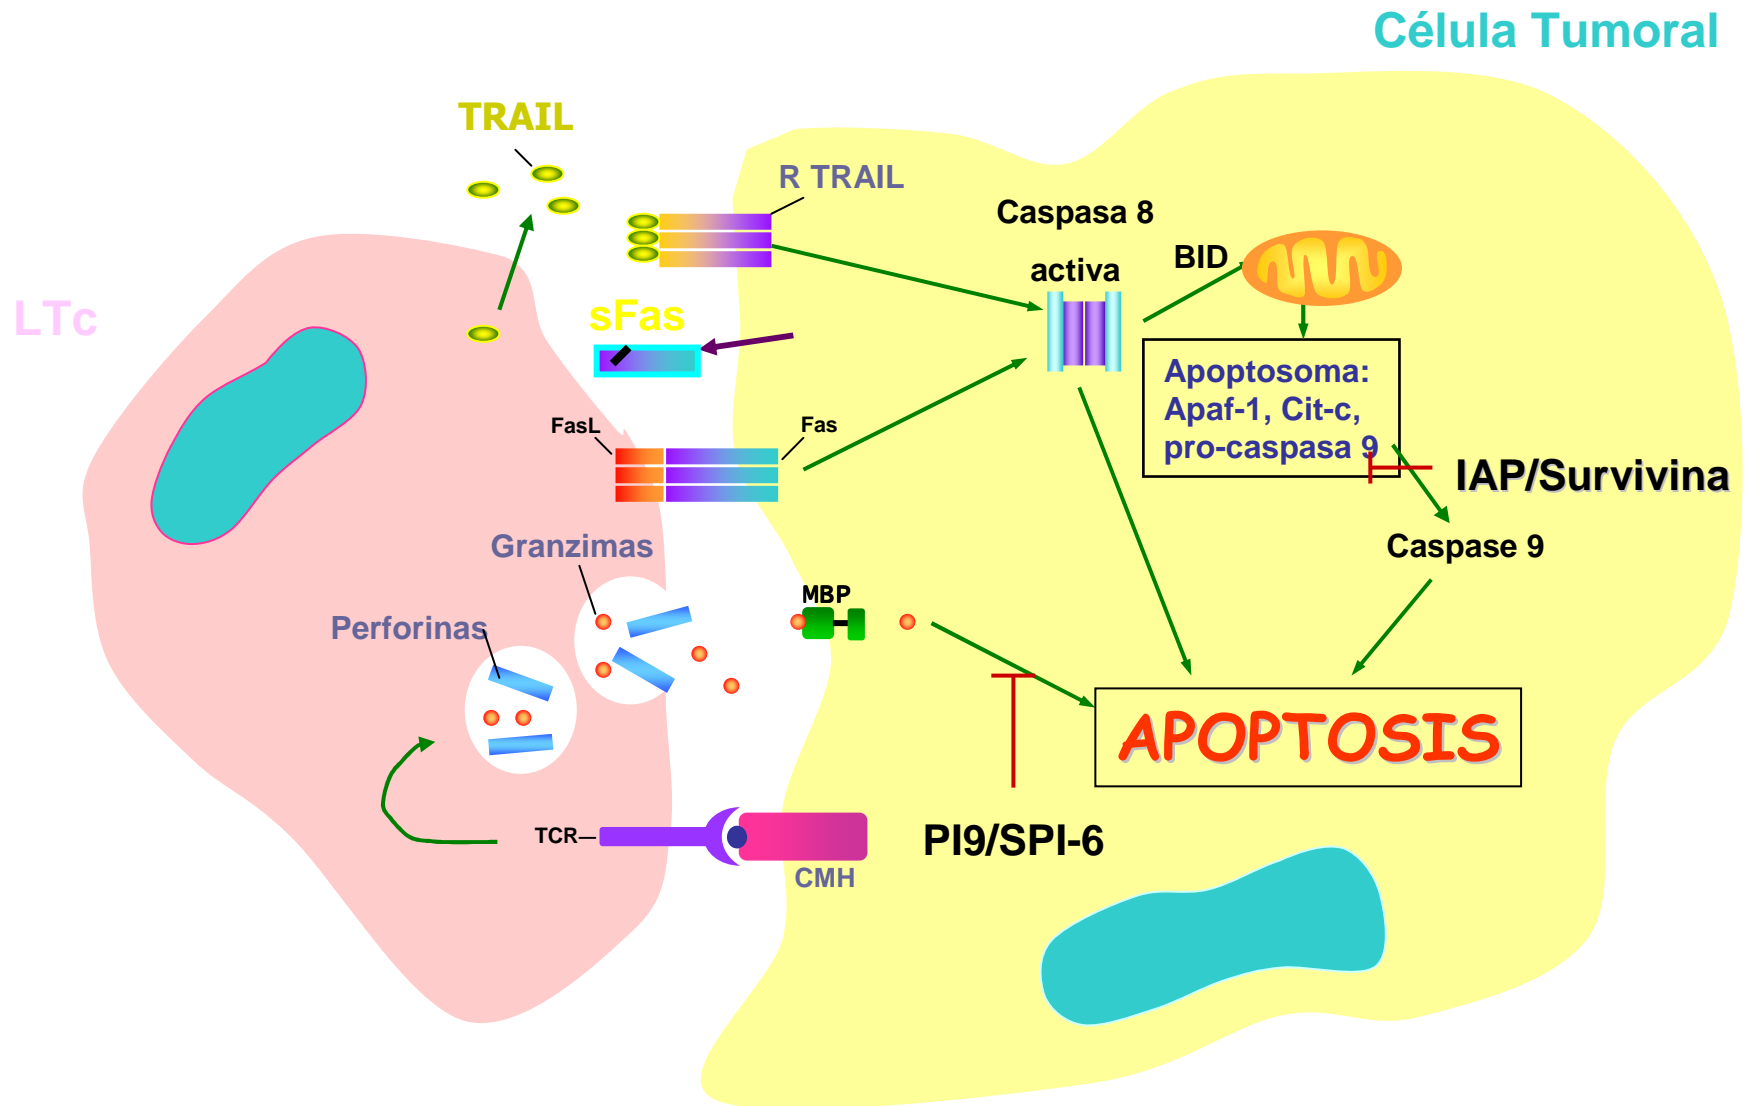 Célula Tumoral
TRAIL
R TRAIL
Caspasa 8
activa
BID
LTc
sFas
Apoptosoma:
Apaf-1, Cit-c,
pro-caspasa 9
FasL
Fas
IAP/Survivina
Granzimas
Caspase 9
MBP
Perforinas
APOPTOSIS
TCR
PI9/SPI-6
CMH